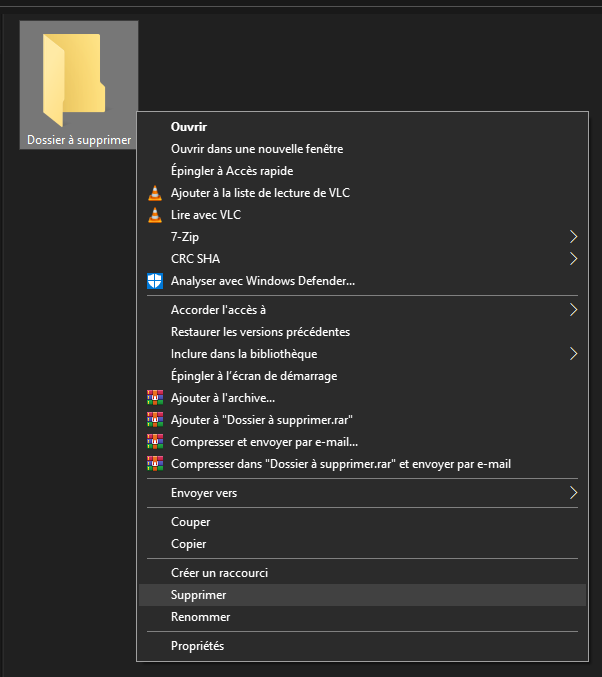 Dossier à supprimer
Ouvrir
Ouvrir dans une nouvelle fenêtre
Épingler à Accès rapide
Ajouter à la liste de lecture de VLC
Lire avec VLC
7-Zip
CRC SHA
Analyser avec Windows Defender...
Accorder l'accès à
Restaurer les versions précédentes
Inclure dans la bibliothèque
Épingler à l’écran de démarrage
Ajouter à l'archive...
Ajouter à "Dossier à supprimer.rar"
Compresser et envoyer par e-mail...
Compresser dans "Dossier à supprimer.rar" et envoyer par e-mail
Envoyer vers
Couper
Copier
Créer un raccourci
Supprimer
Renommer
Propriétés